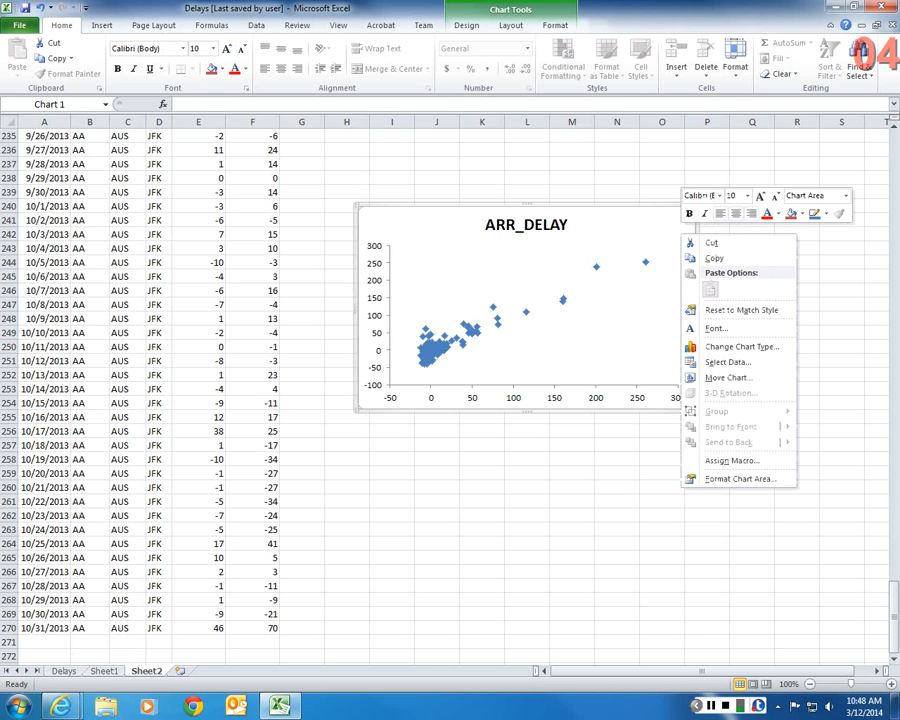 Delays [Last saved by user] - Microsoft Excel
Chart Tools
File Home Insert Page Layout Formulas Data Review View Acrobat Team Design Layout Format
Cut
Calibri (Body) 10
Wrap Text
General
AutoSum
04
Copy
Fill
Paste
Format Painter
Merge & Center
Conditional Formatting
Format as Table
Cell Styles
Insert Delete Format
Clear
Sort & Filter
Find & Select
Clipboard Font Alignment Number Styles Cells Editing
Chart 1 fx
A B C D E F G H I J K L M N O P Q R S T
235 9/26/2013 AA AUS JFK -2 -6
236 9/27/2013 AA AUS JFK 11 24
237 9/28/2013 AA AUS JFK 1 14
238 9/29/2013 AA AUS JFK 0 0
239 9/30/2013 AA AUS JFK -3 14
240 10/1/2013 AA AUS JFK -3 6
241 10/2/2013 AA AUS JFK -6 -5
242 10/3/2013 AA AUS JFK 7 15
243 10/4/2013 AA AUS JFK 3 10
244 10/5/2013 AA AUS JFK -10 -3
245 10/6/2013 AA AUS JFK -4 3
246 10/7/2013 AA AUS JFK -6 16
247 10/8/2013 AA AUS JFK -7 -4
248 10/9/2013 AA AUS JFK 1 13
249 10/10/2013 AA AUS JFK -2 -4
250 10/11/2013 AA AUS JFK 0 -1
251 10/12/2013 AA AUS JFK -8 -3
252 10/13/2013 AA AUS JFK 1 23
253 10/14/2013 AA AUS JFK -4 4
254 10/15/2013 AA AUS JFK -9 -11
255 10/16/2013 AA AUS JFK 12 17
256 10/17/2013 AA AUS JFK 38 25
257 10/18/2013 AA AUS JFK 1 -17
258 10/19/2013 AA AUS JFK -10 -34
259 10/20/2013 AA AUS JFK -1 -27
260 10/21/2013 AA AUS JFK -1 -27
261 10/22/2013 AA AUS JFK -5 -34
262 10/23/2013 AA AUS JFK -7 -24
263 10/24/2013 AA AUS JFK -5 -25
264 10/25/2013 AA AUS JFK 17 41
265 10/26/2013 AA AUS JFK 10 5
266 10/27/2013 AA AUS JFK 2 3
267 10/28/2013 AA AUS JFK -1 -11
268 10/29/2013 AA AUS JFK 1 -9
269 10/30/2013 AA AUS JFK -9 -21
270 10/31/2013 AA AUS JFK 46 70
271
272
ARR_DELAY
300
250
200
150
100
50
0
-50
-100
-50 0 50 100 150 200 250
Calibri (E 10 Chart Area
B I
Cut
Copy
Paste Options:
Reset to Match Style
Font...
Change Chart Type...
Select Data...
Move Chart...
3-D Rotation...
Group
Bring to Front
Send to Back
Assign Macro...
Format Chart Area...
Delays Sheet1 Sheet2
Ready 100%
10:48 AM
3/12/2014